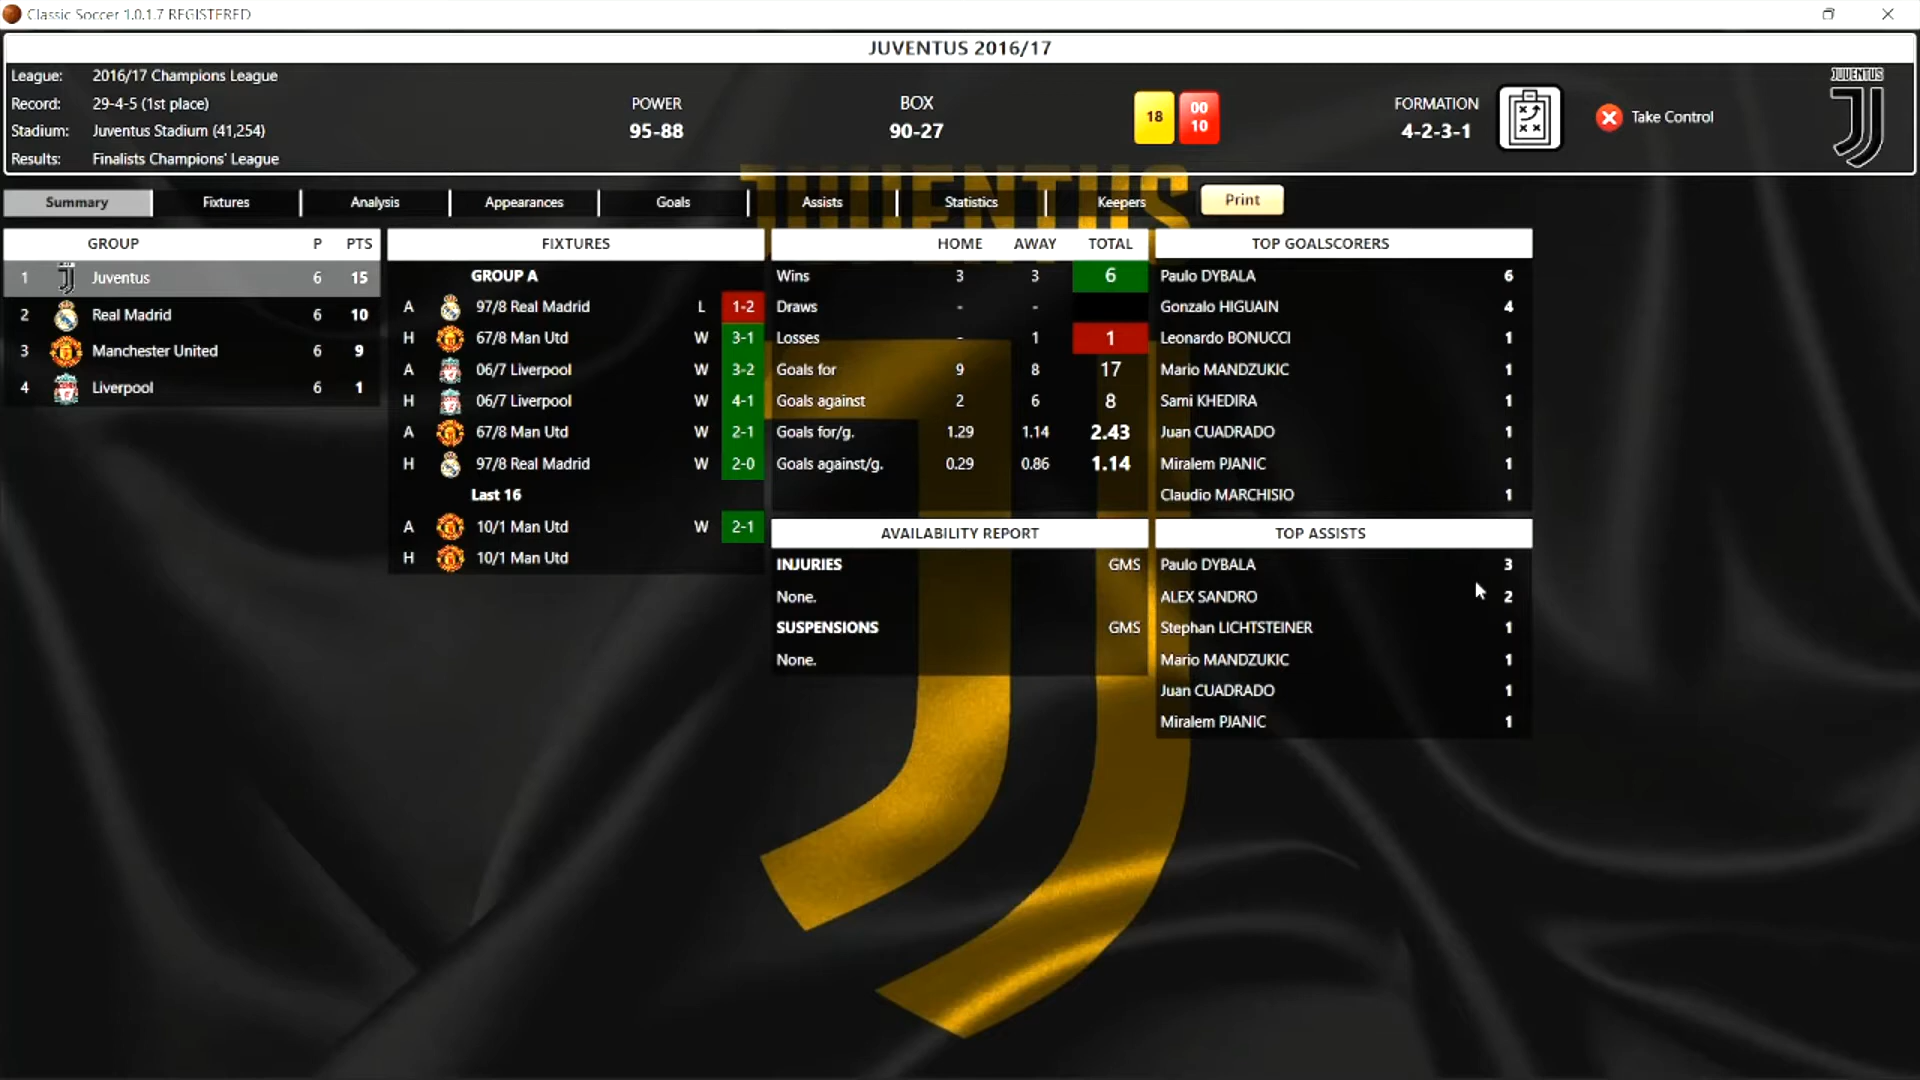 Classic Soccer 1.0.1.7 REGISTERED
JUVENTUS 2016/17
League: 2016/17 Champions League
Record: 29-4-5 (1st place)
Stadium: Juventus Stadium (41,254)
Results: Finalists Champions' League
POWER
95-88
BOX
90-27
18
00
10
FORMATION
4-2-3-1
Take Control
JUVENTUS
JUVENTUS
Summary Fixtures Analysis Appearances Goals Assists Statistics Keepers Print
GROUP P PTS
1 Juventus 6 15
2 Real Madrid 6 10
3 Manchester United 6 9
4 Liverpool 6 1
FIXTURES
GROUP A
A 97/8 Real Madrid L 1-2
H 67/8 Man Utd W 3-1
A 06/7 Liverpool W 3-2
H 06/7 Liverpool W 4-1
A 67/8 Man Utd W 2-1
H 97/8 Real Madrid W 2-0
Last 16
A 10/1 Man Utd W 2-1
H 10/1 Man Utd
HOME AWAY TOTAL
Wins 3 3 6
Draws - -
Losses - 1 1
Goals for 9 8 17
Goals against 2 6 8
Goals for/g. 1.29 1.14 2.43
Goals against/g. 0.29 0.86 1.14
AVAILABILITY REPORT
INJURIES GMS
None.
SUSPENSIONS GMS
None.
TOP GOALSCORERS
Paulo DYBALA 6
Gonzalo HIGUAIN 4
Leonardo BONUCCI 1
Mario MANDZUKIC 1
Sami KHEDIRA 1
Juan CUADRADO 1
Miralem PJANIC 1
Claudio MARCHISIO 1
TOP ASSISTS
Paulo DYBALA 3
ALEX SANDRO 2
Stephan LICHTSTEINER 1
Mario MANDZUKIC 1
Juan CUADRADO 1
Miralem PJANIC 1